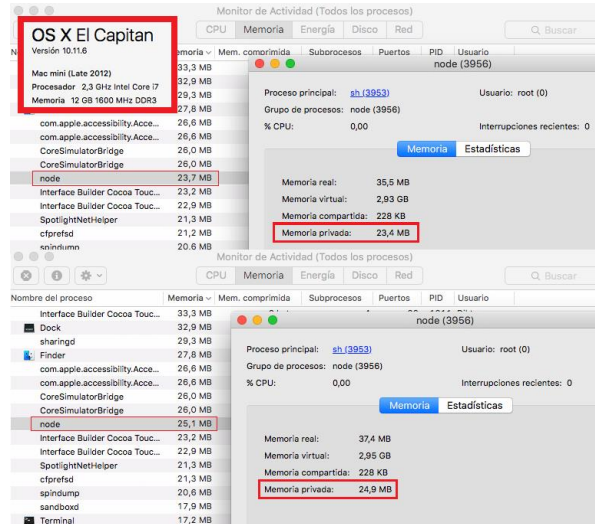 Monitor de Actividad (Todos los procesos)
CPU Memoria Energía Disco Red Buscar
OS X El Capitan
Versión 10.11.6
Mac mini (Late 2012)
Procesador 2,3 GHz Intel Core i7
Memoria 12 GB 1600 MHz DDR3
Mem. comprimida Subprocesos Puertos PID Usuario
33,3 MB
32,9 MB
29,3 MB
27,8 MB
com.apple.accessibility.Acce... 26,6 MB
com.apple.accessibility.Acce... 26,6 MB
CoreSimulatorBridge 26,0 MB
CoreSimulatorBridge 26,0 MB
node 23,7 MB
Interface Builder Cocoa Touc... 23,2 MB
Interface Builder Cocoa Touc... 22,9 MB
SpotlightNetHelper 21,3 MB
cfprefsd 21,2 MB
spindump 20,6 MB
node (3956)
Proceso principal: sh (3953) Usuario: root (0)
Grupo de procesos: node (3956)
% CPU: 0,00 Interrupciones recientes: 0
Memoria Estadísticas
Memoria real: 35,5 MB
Memoria virtual: 2,93 GB
Memoria compartida: 228 KB
Memoria privada: 23,4 MB
Monitor de Actividad (Todos los procesos)
CPU Memoria Energía Disco Red Buscar
Nombre del proceso Memoria Mem. comprimida Subprocesos Puertos PID Usuario
Interface Builder Cocoa Touc... 33,3 MB
Dock 32,9 MB
sharingd 29,3 MB
Finder 27,8 MB
com.apple.accessibility.Acce... 26,6 MB
com.apple.accessibility.Acce... 26,6 MB
CoreSimulatorBridge 26,0 MB
CoreSimulatorBridge 26,0 MB
node 25,1 MB
Interface Builder Cocoa Touc... 23,2 MB
Interface Builder Cocoa Touc... 22,9 MB
SpotlightNetHelper 21,3 MB
cfprefsd 21,3 MB
spindump 20,6 MB
sandboxd 17,9 MB
Terminal 17,2 MB
node (3956)
Proceso principal: sh (3953) Usuario: root (0)
Grupo de procesos: node (3956)
% CPU: 0,00 Interrupciones recientes: 0
Memoria Estadísticas
Memoria real: 37,4 MB
Memoria virtual: 2,95 GB
Memoria compartida: 228 KB
Memoria privada: 24,9 MB